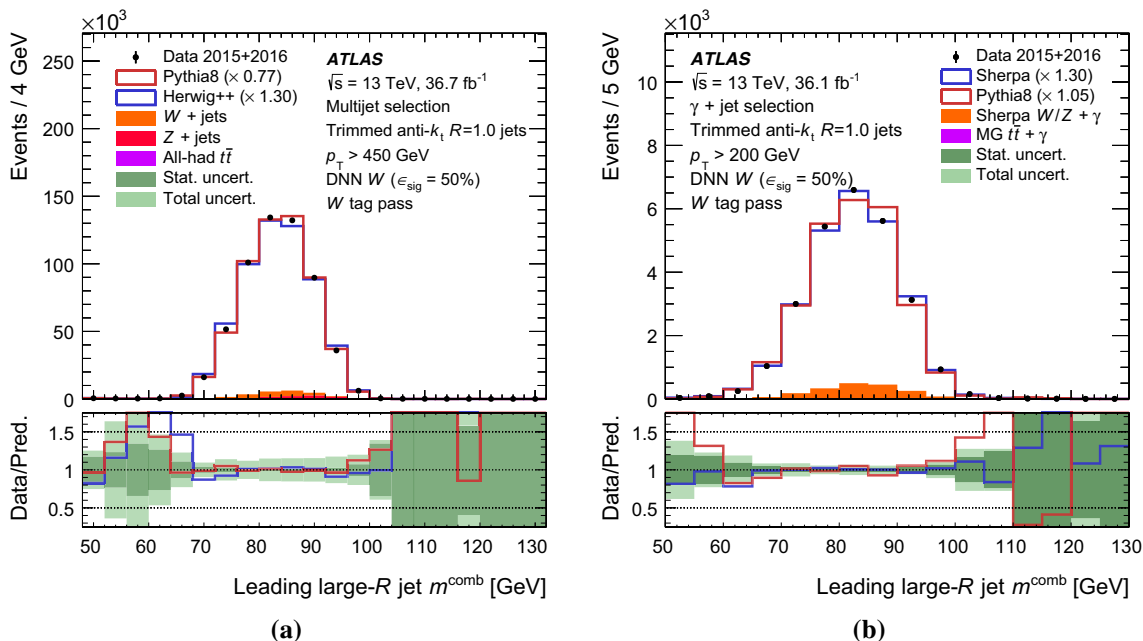 ×10³
Events / 4 GeV
250
200
150
100
50
0
Data 2015+2016
Pythia8 (× 0.77)
Herwig++ (× 1.30)
W + jets
Z + jets
All-had tt̄
Stat. uncert.
Total uncert.
ATLAS
√s = 13 TeV, 36.7 fb⁻¹
Multijet selection
Trimmed anti-kₜ R=1.0 jets
p_T > 450 GeV
DNN W (ϵ_sig = 50%)
W tag pass
Data/Pred.
1.5
1
0.5
50 60 70 80 90 100 110 120 130
Leading large-R jet m^comb [GeV]
(a)
×10³
Events / 5 GeV
10
8
6
4
2
0
ATLAS
√s = 13 TeV, 36.1 fb⁻¹
γ + jet selection
Trimmed anti-kₜ R=1.0 jets
p_T > 200 GeV
DNN W (ϵ_sig = 50%)
W tag pass
Data 2015+2016
Sherpa (× 1.30)
Pythia8 (× 1.05)
Sherpa W/Z + γ
MG tt̄ + γ
Stat. uncert.
Total uncert.
Data/Pred.
1.5
1
0.5
50 60 70 80 90 100 110 120 130
Leading large-R jet m^comb [GeV]
(b)